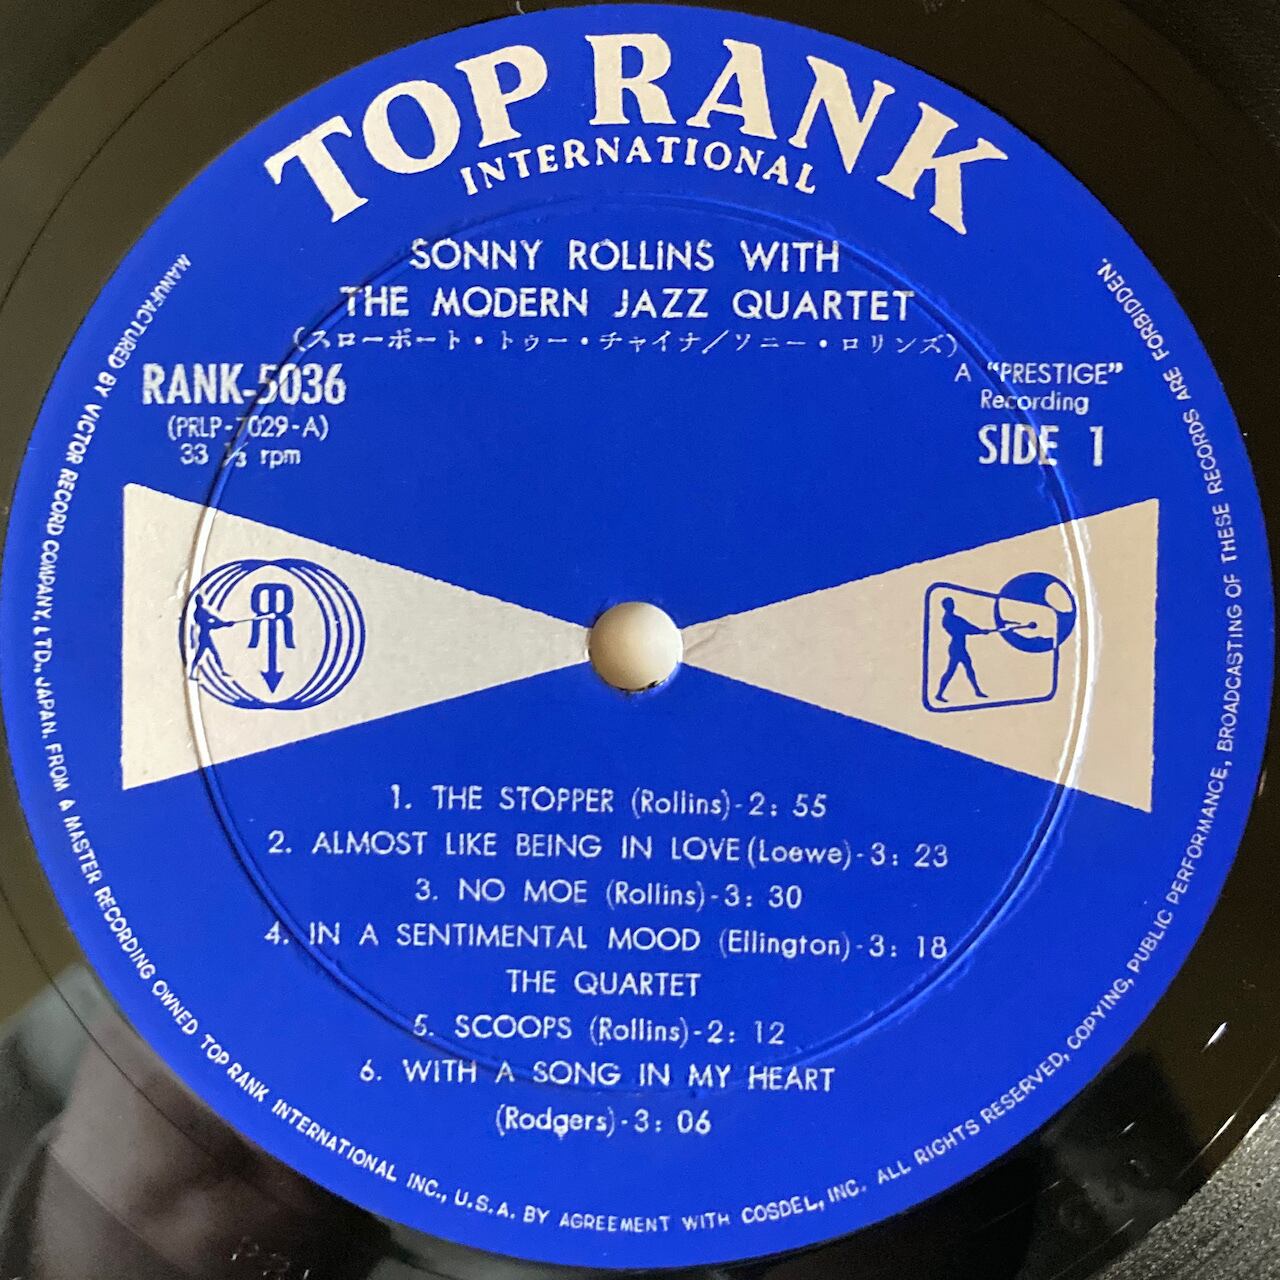 TOP RANK
INTERNATIONAL
SONNY ROLLINS WITH
THE MODERN JAZZ QUARTET
(スローボート・トゥー・チャイナ／ソニー・ロリンズ)
RANK-5036
(PRLP-7029-A)
33 ⅓ rpm
A "PRESTIGE"
Recording
SIDE 1
1. THE STOPPER (Rollins)-2: 55
2. ALMOST LIKE BEING IN LOVE (Loewe)-3: 23
3. NO MOE (Rollins)-3: 30
4. IN A SENTIMENTAL MOOD (Ellington)-3: 18
THE QUARTET
5. SCOOPS (Rollins)-2: 12
6. WITH A SONG IN MY HEART
(Rodgers)-3: 06
MANUFACTURED BY VICTOR RECORD COMPANY, LTD., JAPAN. FROM A MASTER RECORDING OWNED TOP RANK INTERNATIONAL INC., U.S.A. BY AGREEMENT WITH COSDEL, INC. ALL RIGHTS RESERVED, COPYING, PUBLIC PERFORMANCE, BROADCASTING OF THESE RECORDS ARE FORBIDDEN.